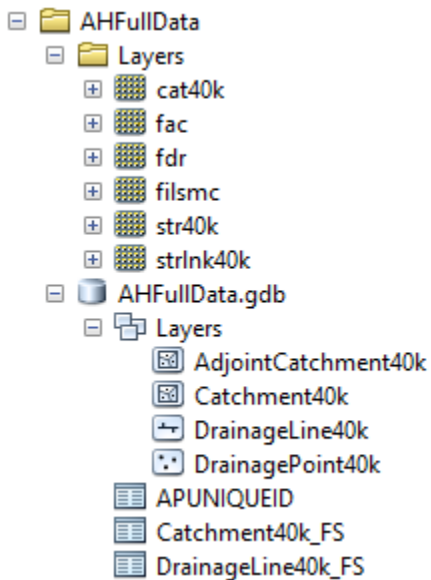 AHFullData
Layers
cat40k
fac
fdr
filsmc
str40k
strlnk40k
AHFullData.gdb
Layers
AdjointCatchment40k
Catchment40k
DrainageLine40k
DrainagePoint40k
APUNIQUEID
Catchment40k_FS
DrainageLine40k_FS